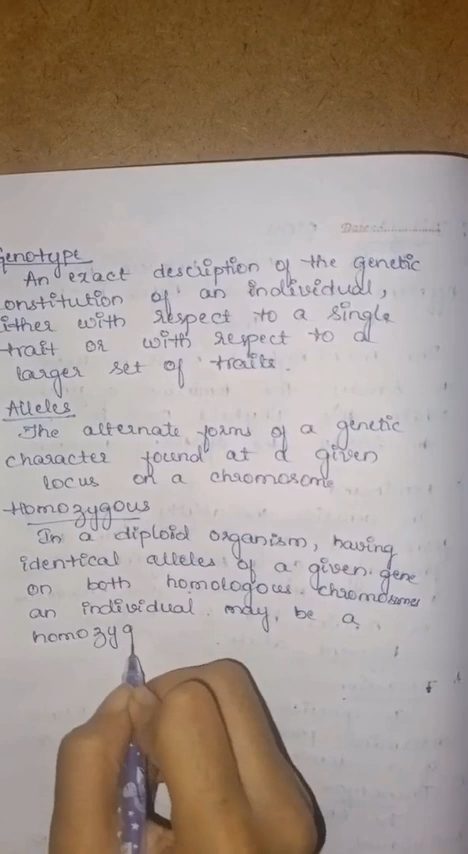 Date
Genotype
An exact description of the genetic
onstitution of an individual,
ither with respect to a single
trait or with respect to a
larger set of traits.
Alleles
The alternate forms of a genetic
character found at a given
locus on a chromosome
Homozygous
In a diploid organism, having
identical alleles of a given gene
on both homologous chromosomes
an individual may be a
homozyg